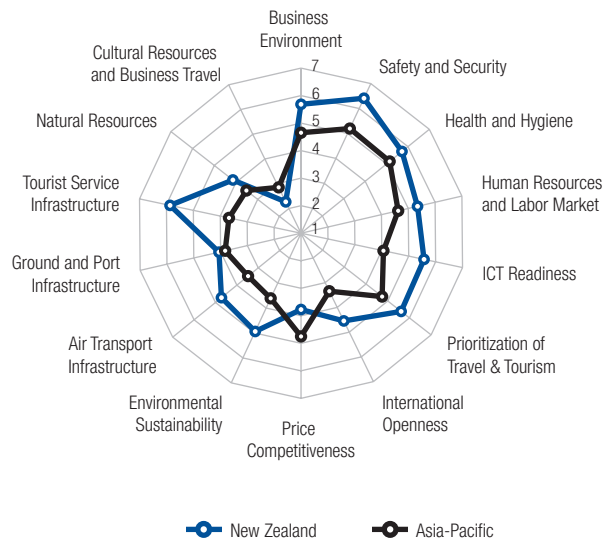 Business
Environment
Safety and Security
Health and Hygiene
Human Resources
and Labor Market
ICT Readiness
Prioritization of
Travel & Tourism
International
Openness
Price
Competitiveness
Environmental
Sustainability
Air Transport
Infrastructure
Ground and Port
Infrastructure
Tourist Service
Infrastructure
Natural Resources
Cultural Resources
and Business Travel
7
6
5
4
3
2
1
New Zealand
Asia-Pacific